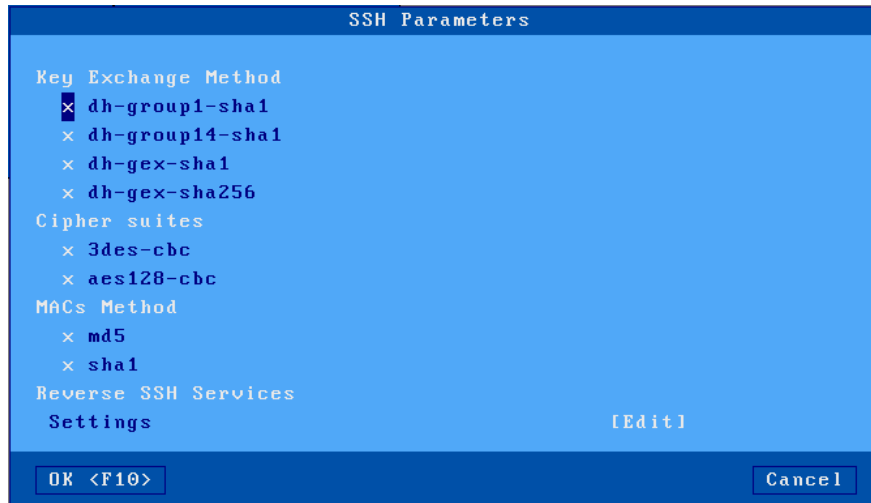 SSH Parameters
Key Exchange Method
× dh-group1-sha1
× dh-group14-sha1
× dh-gex-sha1
× dh-gex-sha256
Cipher suites
× 3des-cbc
× aes128-cbc
MACs Method
× md5
× sha1
Reverse SSH Services
Settings [Edit]
OK <F10> Cancel